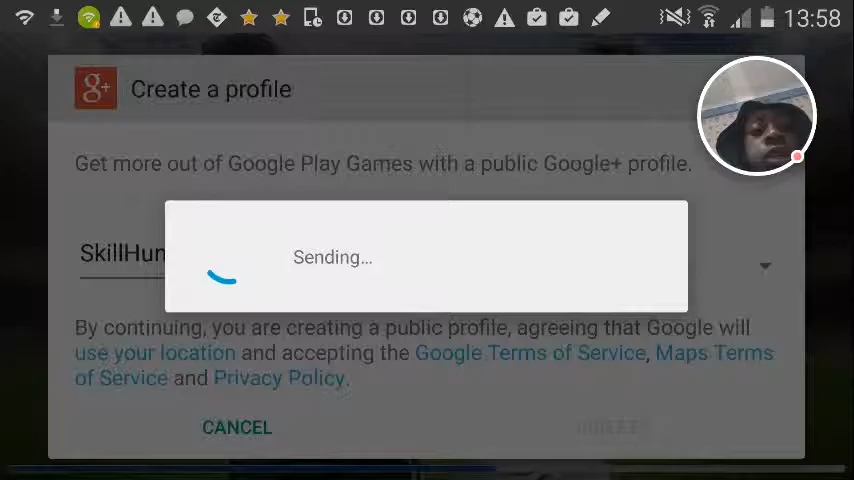 13:58
g+ Create a profile
Get more out of Google Play Games with a public Google+ profile.
Sending...
SkillHun
By continuing, you are creating a public profile, agreeing that Google will
use your location and accepting the Google Terms of Service, Maps Terms
of Service and Privacy Policy.
CANCEL